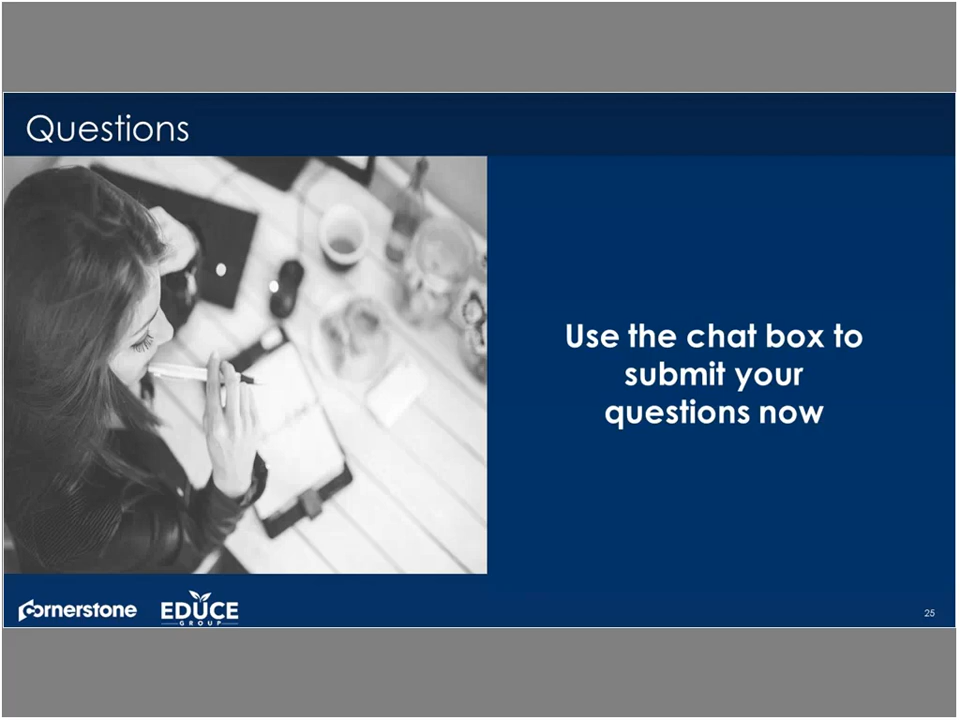 Questions
Use the chat box to
submit your
questions now
cornerstone
EDUCE
GROUP
25